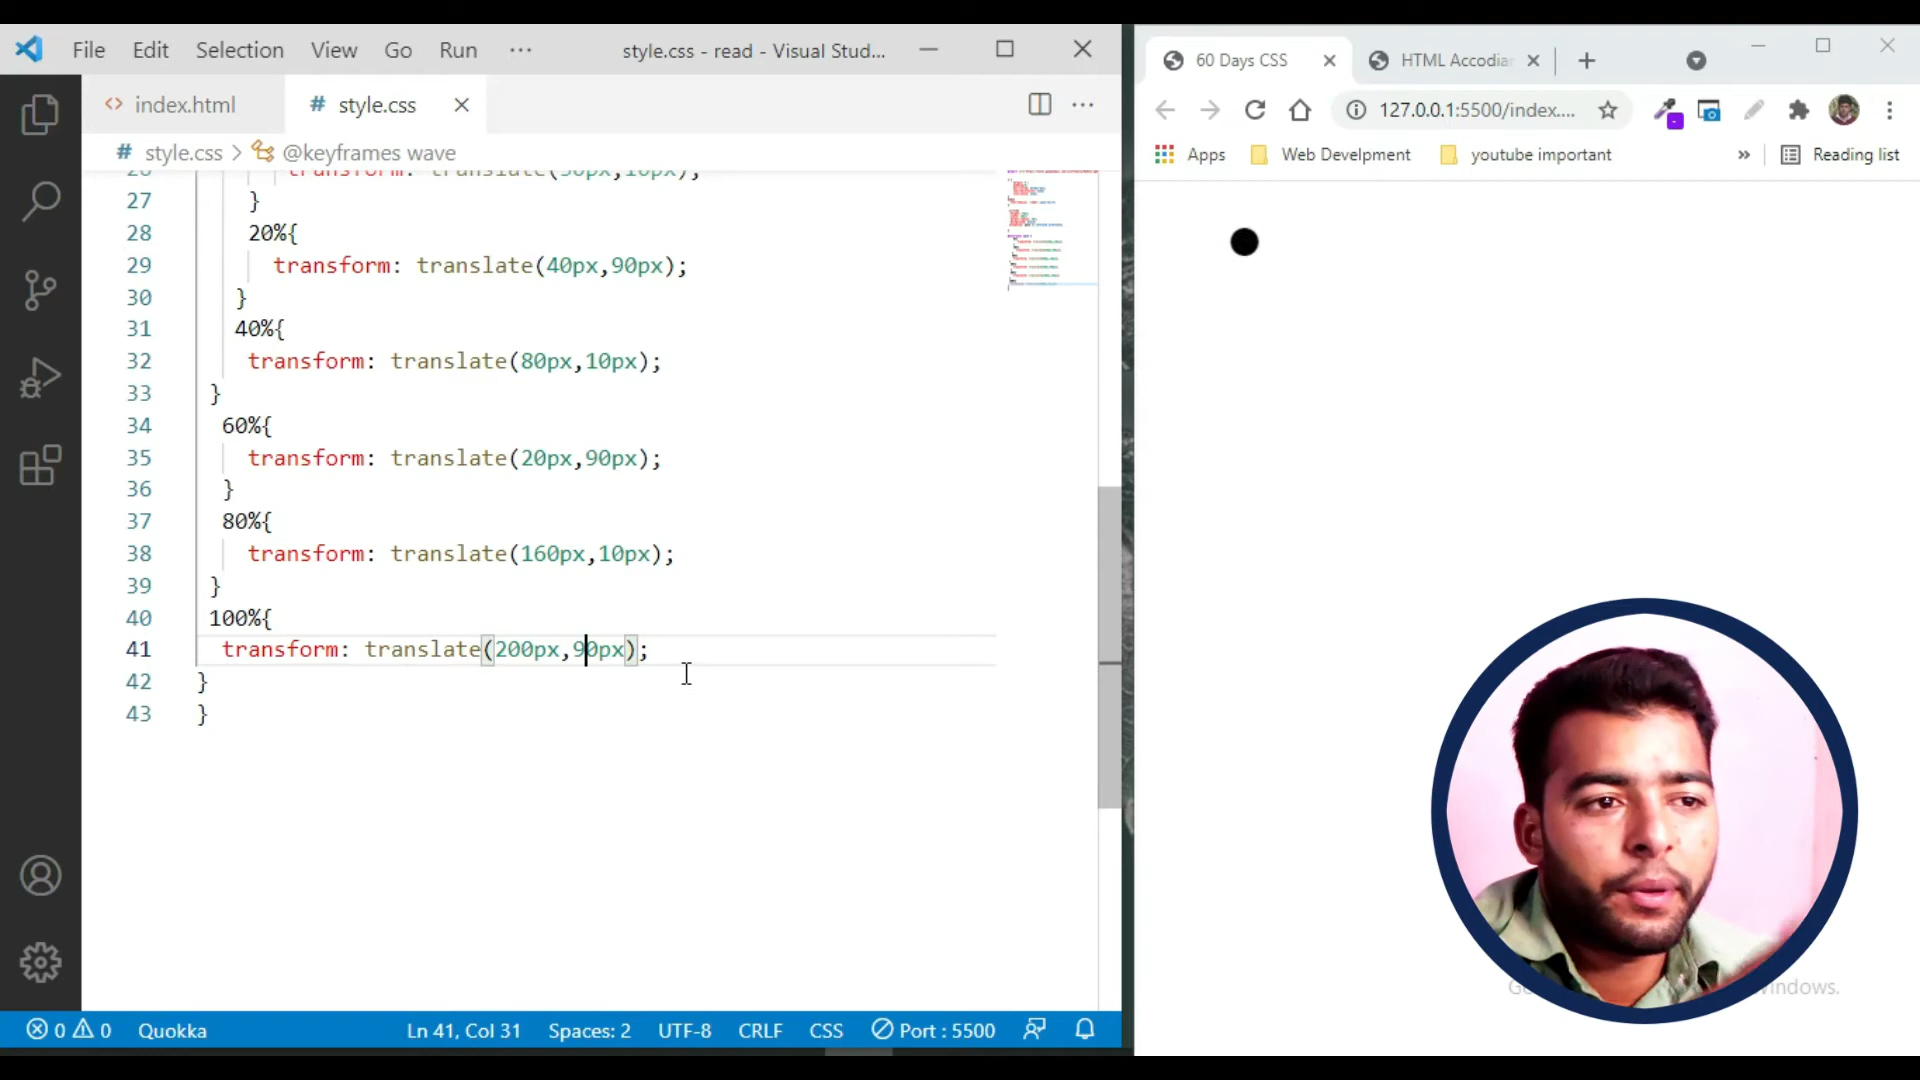 File Edit Selection View Go Run ··· style.css - read - Visual Stud...
index.html style.css
style.css > @keyframes wave
27 }
28 20%{
29 transform: translate(40px,90px);
30 }
31 40%{
32 transform: translate(80px,10px);
33 }
34 60%{
35 transform: translate(20px,90px);
36 }
37 80%{
38 transform: translate(160px,10px);
39 }
40 100%{
41 transform: translate(200px,90px);
42 }
43 }
0 0 Quokka Ln 41, Col 31 Spaces: 2 UTF-8 CRLF CSS Port : 5500
60 Days CSS HTML Accodia
127.0.0.1:5500/index....
Apps Web Develpment youtube important » Reading list